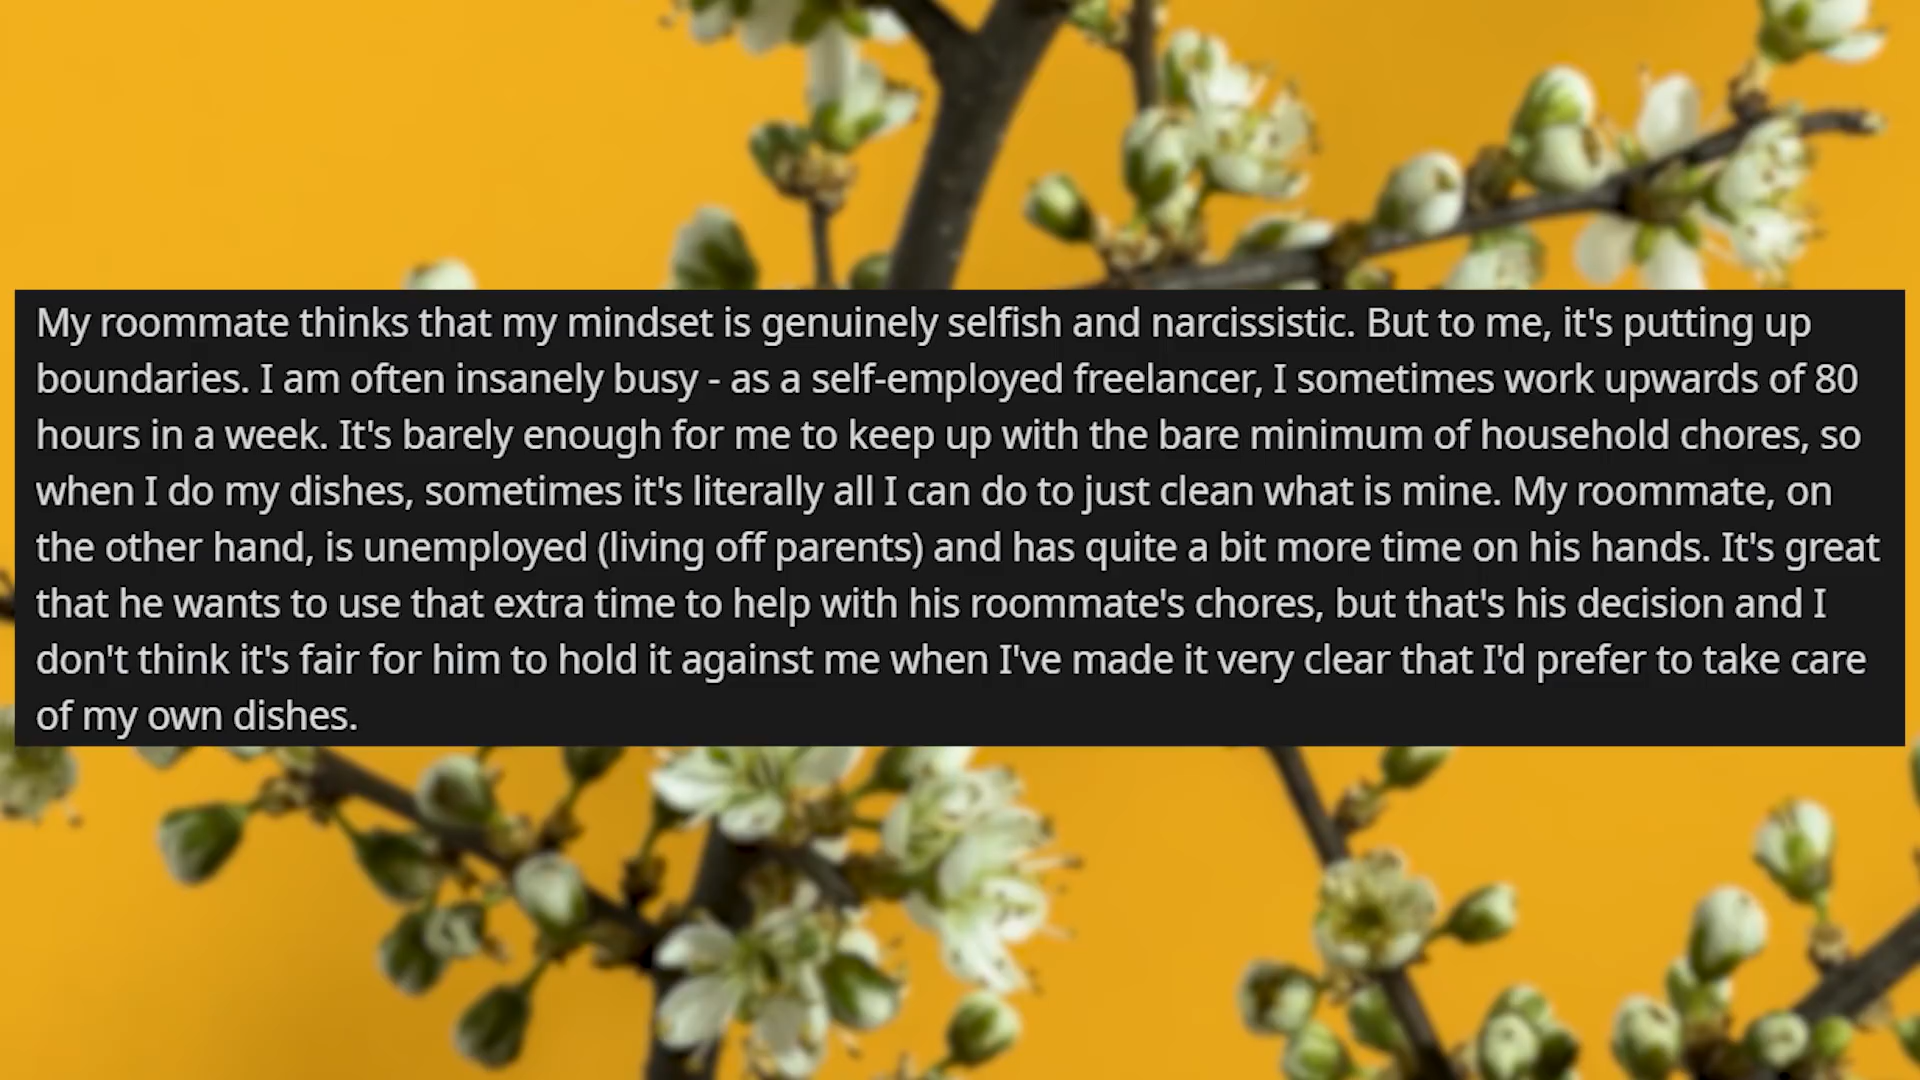 My roommate thinks that my mindset is genuinely selfish and narcissistic. But to me, it's putting up
boundaries. I am often insanely busy - as a self-employed freelancer, I sometimes work upwards of 80
hours in a week. It's barely enough for me to keep up with the bare minimum of household chores, so
when I do my dishes, sometimes it's literally all I can do to just clean what is mine. My roommate, on
the other hand, is unemployed (living off parents) and has quite a bit more time on his hands. It's great
that he wants to use that extra time to help with his roommate's chores, but that's his decision and I
don't think it's fair for him to hold it against me when I've made it very clear that I'd prefer to take care
of my own dishes.